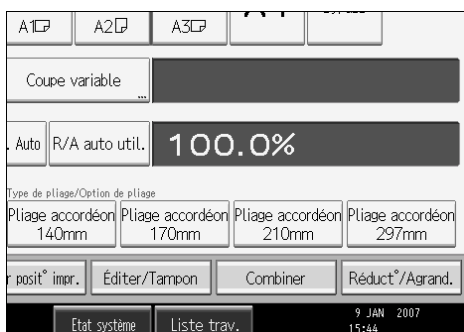 A1 A2 A3
Coupe variable
...
. Auto R/A auto util. 100.0%
Type de pliage/Option de pliage
Pliage accordéon 140mm Pliage accordéon 170mm Pliage accordéon 210mm Pliage accordéon 297mm
r posit° impr. Éditer/Tampon Combiner Réduct°/Agrand.
Etat système Liste trav. 9 JAN 2007
15:44